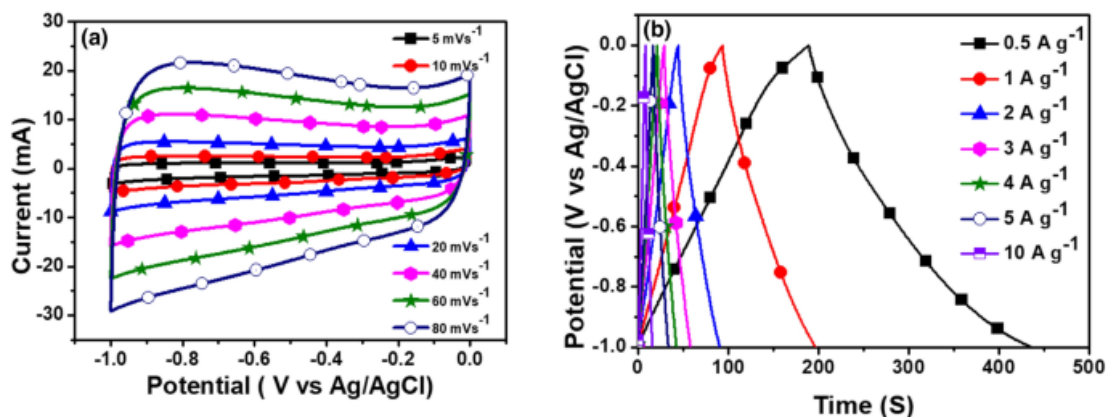 (a)
5 mVs-1
10 mVs-1
20 mVs-1
40 mVs-1
60 mVs-1
80 mVs-1
30
20
10
0
-10
-20
-30
Current (mA)
-1.0
-0.8
-0.6
-0.4
-0.2
0.0
Potential ( V vs Ag/AgCl)
(b)
0.5 A g-1
1 A g-1
2 A g-1
3 A g-1
4 A g-1
5 A g-1
10 A g-1
0.0
-0.2
-0.4
-0.6
-0.8
-1.0
Potential (V vs Ag/AgCl)
0
100
200
300
400
500
Time (S)